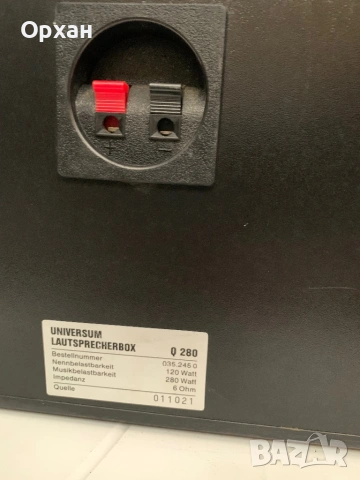 Орхан
+ −
UNIVERSUM
LAUTSPRECHERBOX Q 280
Bestellnummer 035.245 0
Nennbelastbarkeit 120 Watt
Musikbelastbarkeit 280 Watt
Impedanz 6 Ohm
Quelle 011021
BAZAR